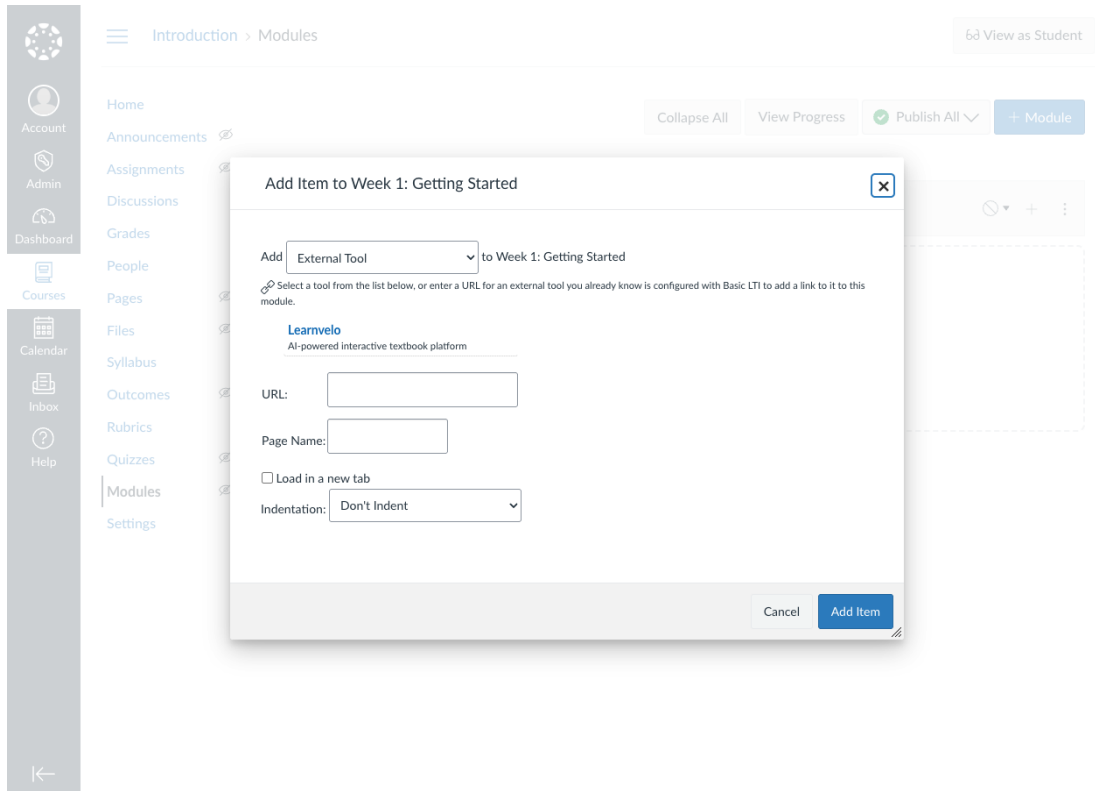 Introduction › Modules
View as Student
Account
Admin
Dashboard
Courses
Calendar
Inbox
Help
Home
Announcements
Assignments
Discussions
Grades
People
Pages
Files
Syllabus
Outcomes
Rubrics
Quizzes
Modules
Settings
Collapse All
View Progress
Publish All
+ Module
Add Item to Week 1: Getting Started
Add External Tool to Week 1: Getting Started
Select a tool from the list below, or enter a URL for an external tool you already know is configured with Basic LTI to add a link to it to this
module.
Learnvelo
AI-powered interactive textbook platform
URL:
Page Name:
Load in a new tab
Indentation: Don't Indent
Cancel
Add Item